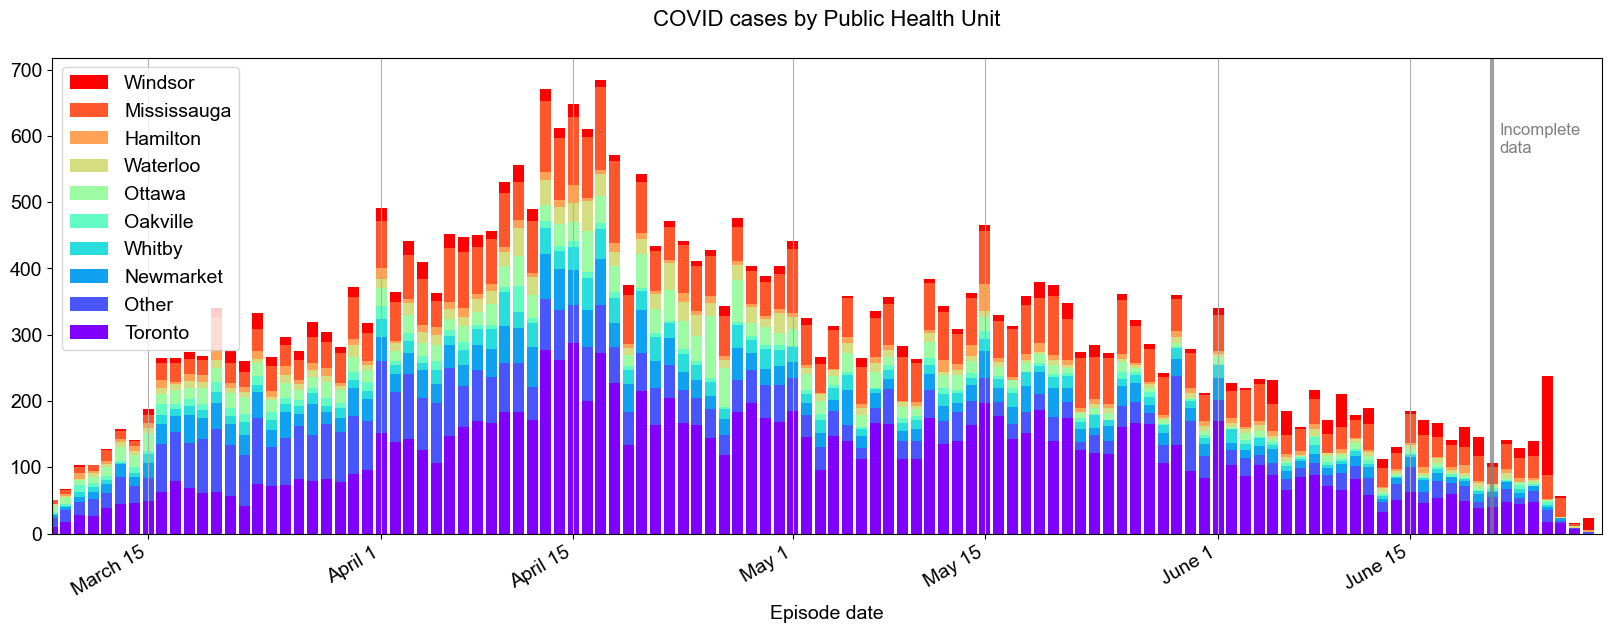 COVID cases by Public Health Unit
700
600
500
400
300
200
100
0
Windsor
Mississauga
Hamilton
Waterloo
Ottawa
Oakville
Whitby
Newmarket
Other
Toronto
Incomplete
data
March 15
April 1
April 15
May 1
May 15
June 1
June 15
Episode date